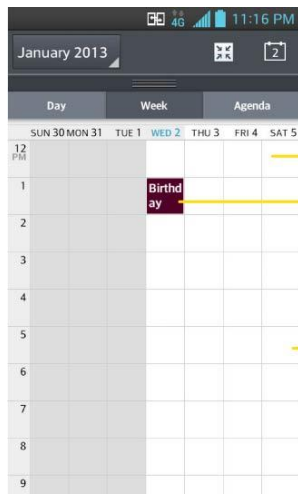 4G 11:16 PM
January 2013 2
Day Week Agenda
SUN 30 MON 31 TUE 1 WED 2 THU 3 FRI 4 SAT 5
12
PM
1 Birthd
ay
2
3
4
5
6
7
8
9